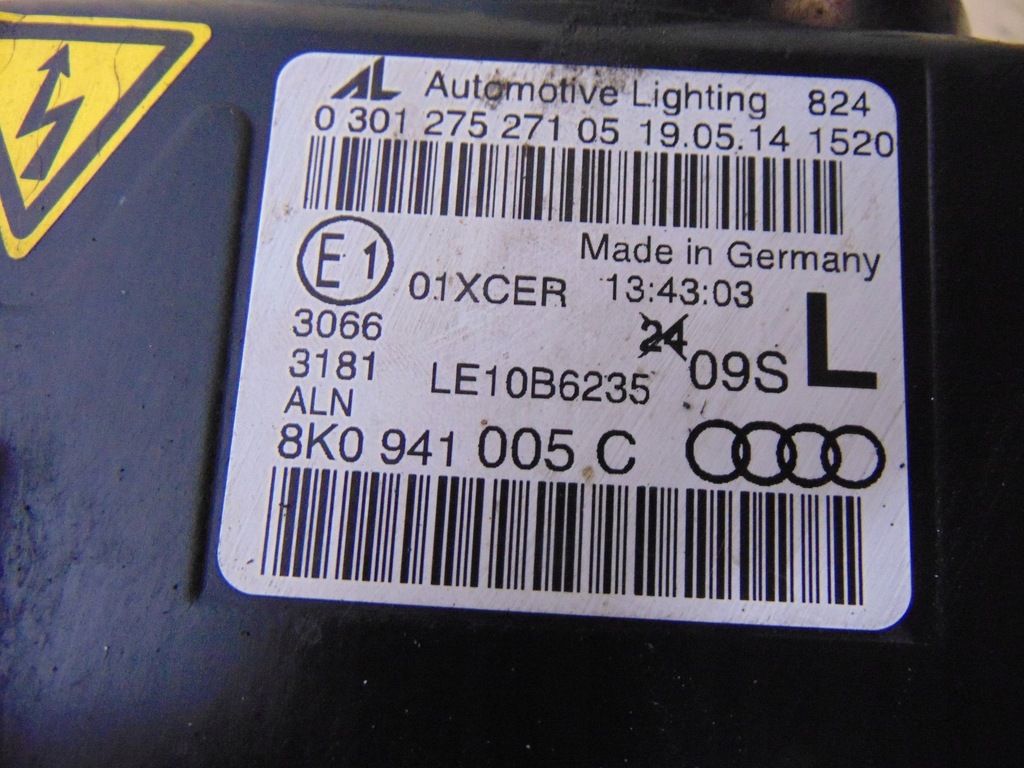 AL Automotive Lighting 824
0 301 275 271 05 19.05.14 1520
Made in Germany
E1 01XCER 13:43:03
3066 24 L
3181 LE10B6235 09S
ALN
8K0 941 005 C